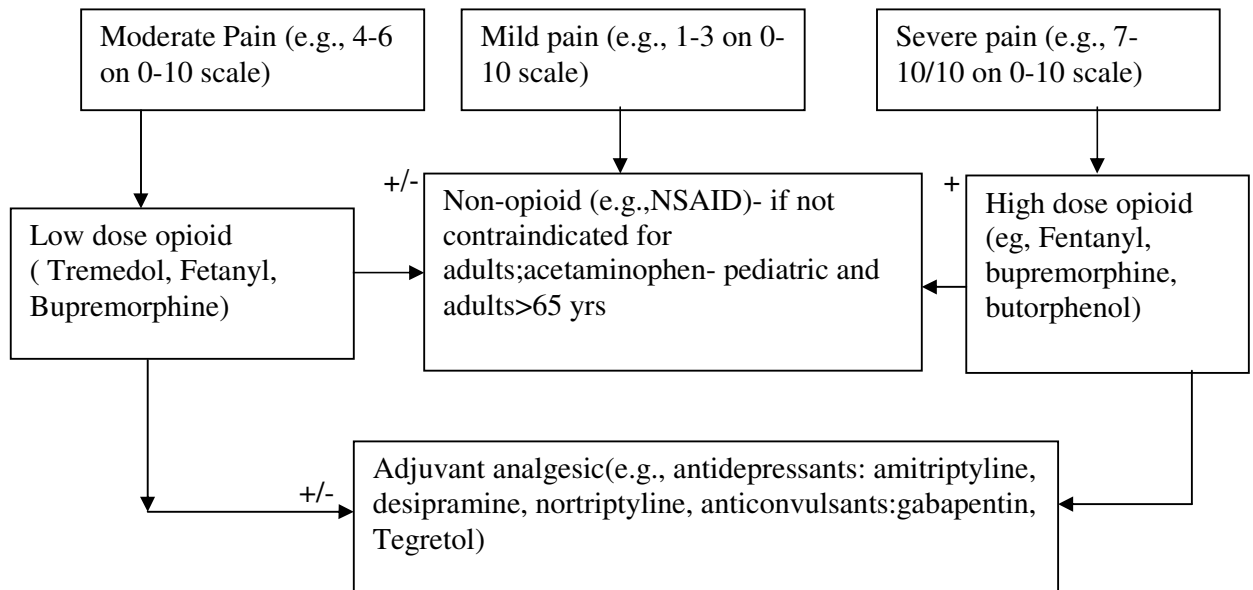 Moderate Pain (e.g., 4-6
on 0-10 scale)
Mild pain (e.g., 1-3 on 0-
10 scale)
Severe pain (e.g., 7-
10/10 on 0-10 scale)
Low dose opioid
( Tremedol, Fetanyl,
Bupremorphine)
+/-
Non-opioid (e.g.,NSAID)- if not
contraindicated for
adults;acetaminophen- pediatric and
adults>65 yrs
+
High dose opioid
(eg, Fentanyl,
bupremorphine,
butorphenol)
+/-
Adjuvant analgesic(e.g., antidepressants: amitriptyline,
desipramine, nortriptyline, anticonvulsants:gabapentin,
Tegretol)